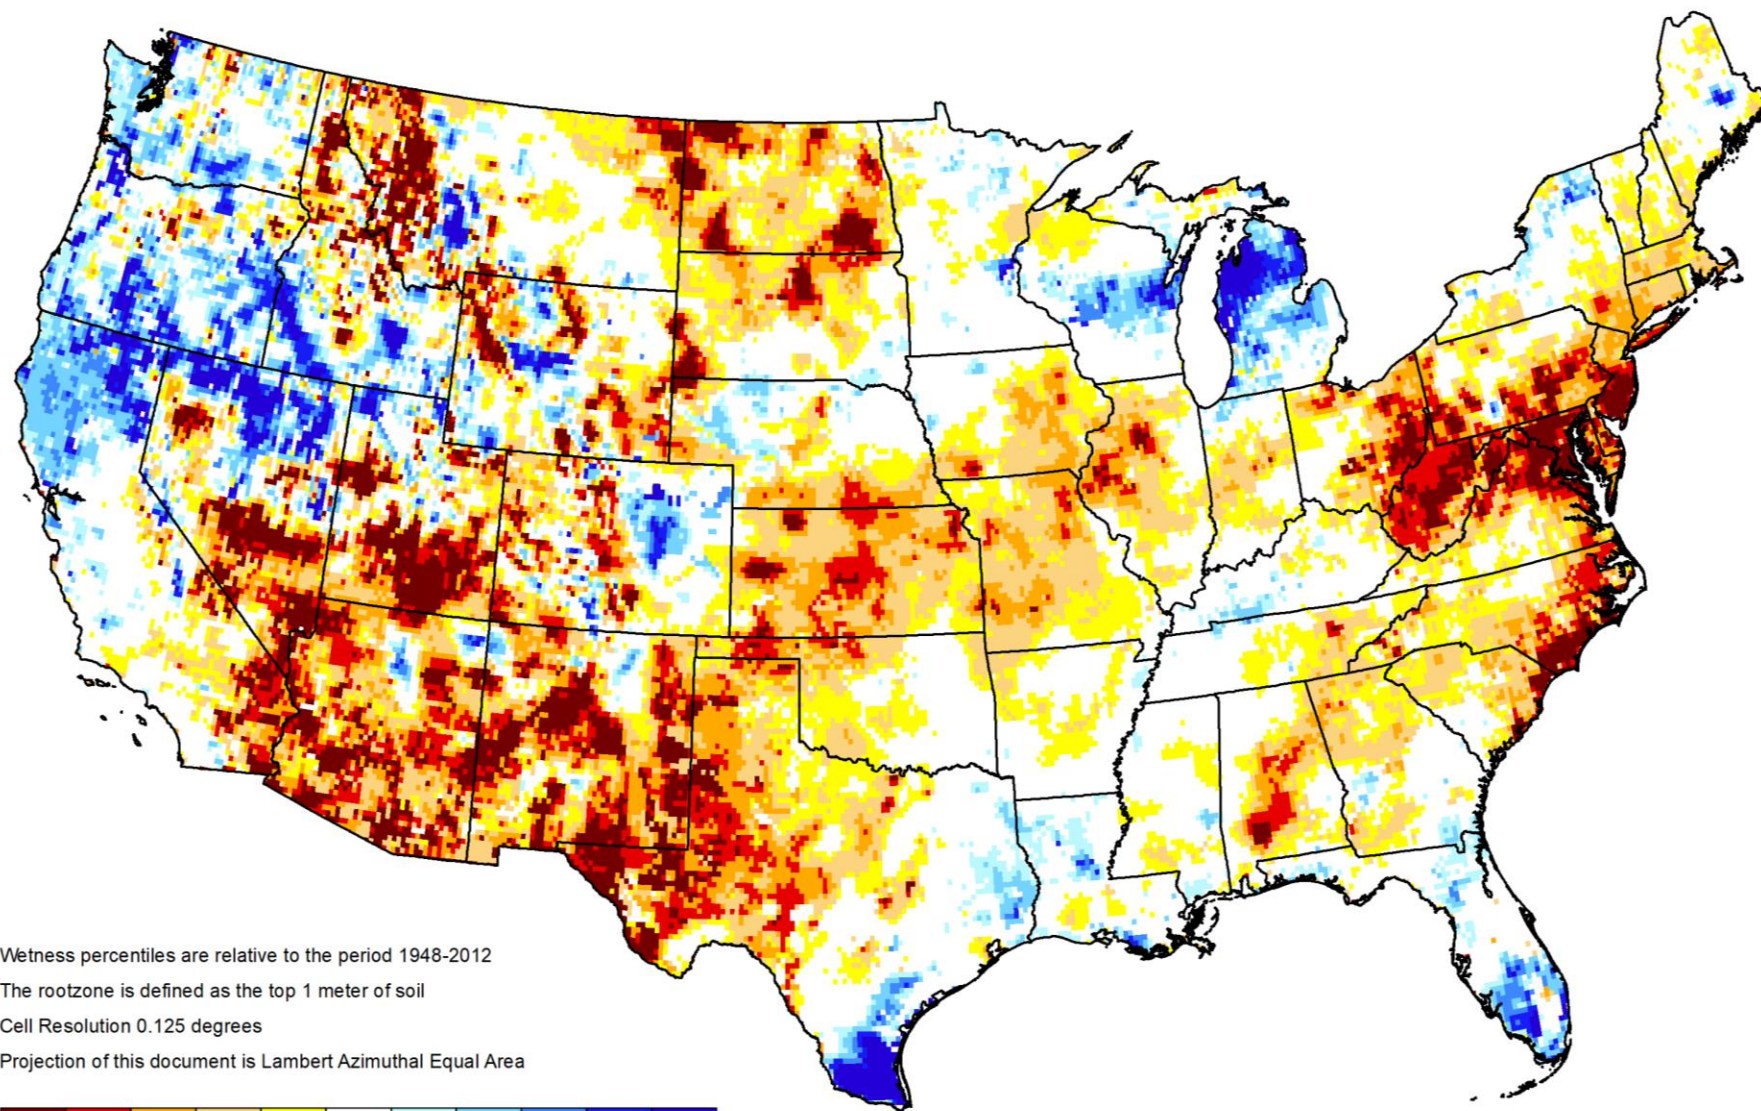 Wetness percentiles are relative to the period 1948-2012
The rootzone is defined as the top 1 meter of soil
Cell Resolution 0.125 degrees
Projection of this document is Lambert Azimuthal Equal Area